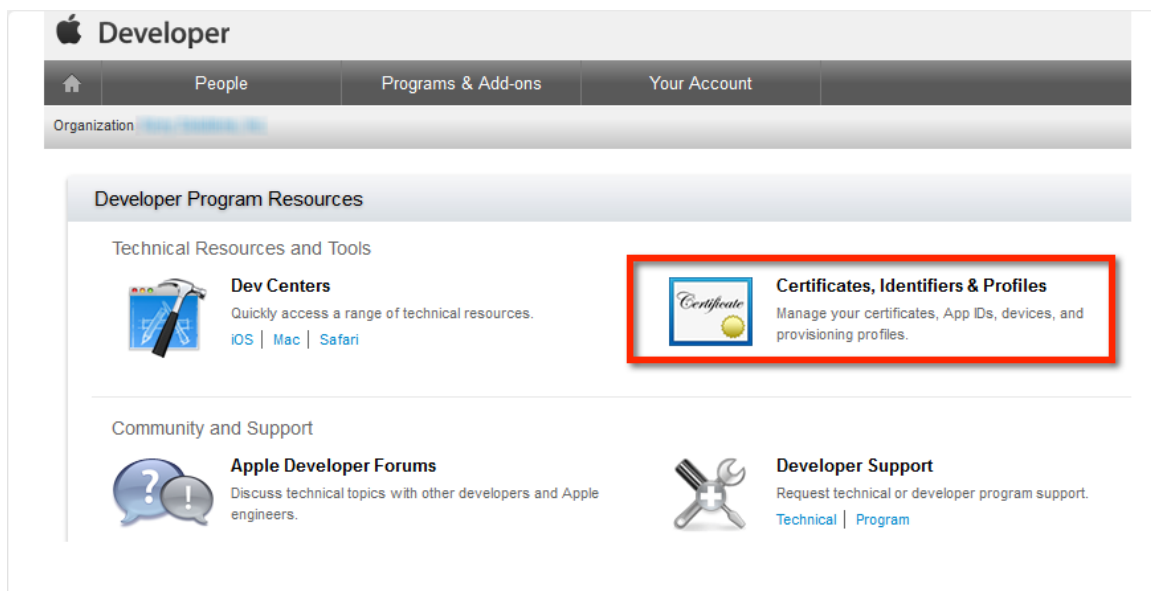 Developer
People Programs & Add-ons Your Account
Organization
Developer Program Resources
Technical Resources and Tools
Dev Centers
Quickly access a range of technical resources.
iOS | Mac | Safari
Certificate
Certificates, Identifiers & Profiles
Manage your certificates, App IDs, devices, and
provisioning profiles.
Community and Support
Apple Developer Forums
Discuss technical topics with other developers and Apple
engineers.
Developer Support
Request technical or developer program support.
Technical | Program